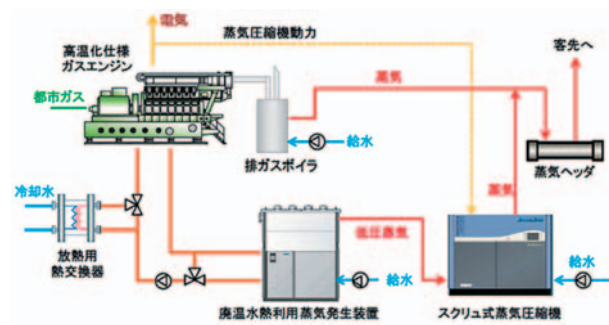 電気
高温化仕様
ガスエンジン
蒸気圧縮機動力
客先へ
都市ガス
蒸気
給水
排ガスボイラ
蒸気ヘッダ
蒸気
冷却水
放熱用
熱交換器
低圧蒸気
給水
給水
廃温水熱利用蒸気発生装置
スクリュ式蒸気圧縮機